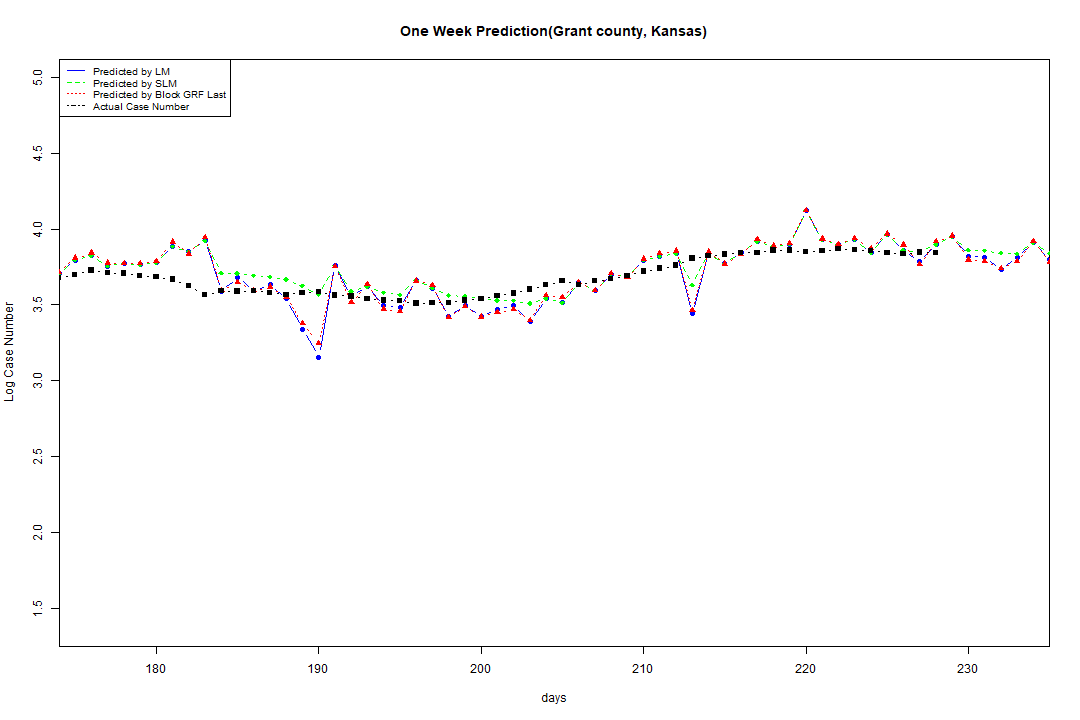 One Week Prediction(Grant county, Kansas)
Predicted by LM
Predicted by SLM
Predicted by Block GRF Last
Actual Case Number
5.0
4.5
4.0
3.5
3.0
2.5
2.0
1.5
Log Case Number
180 190 200 210 220 230
days